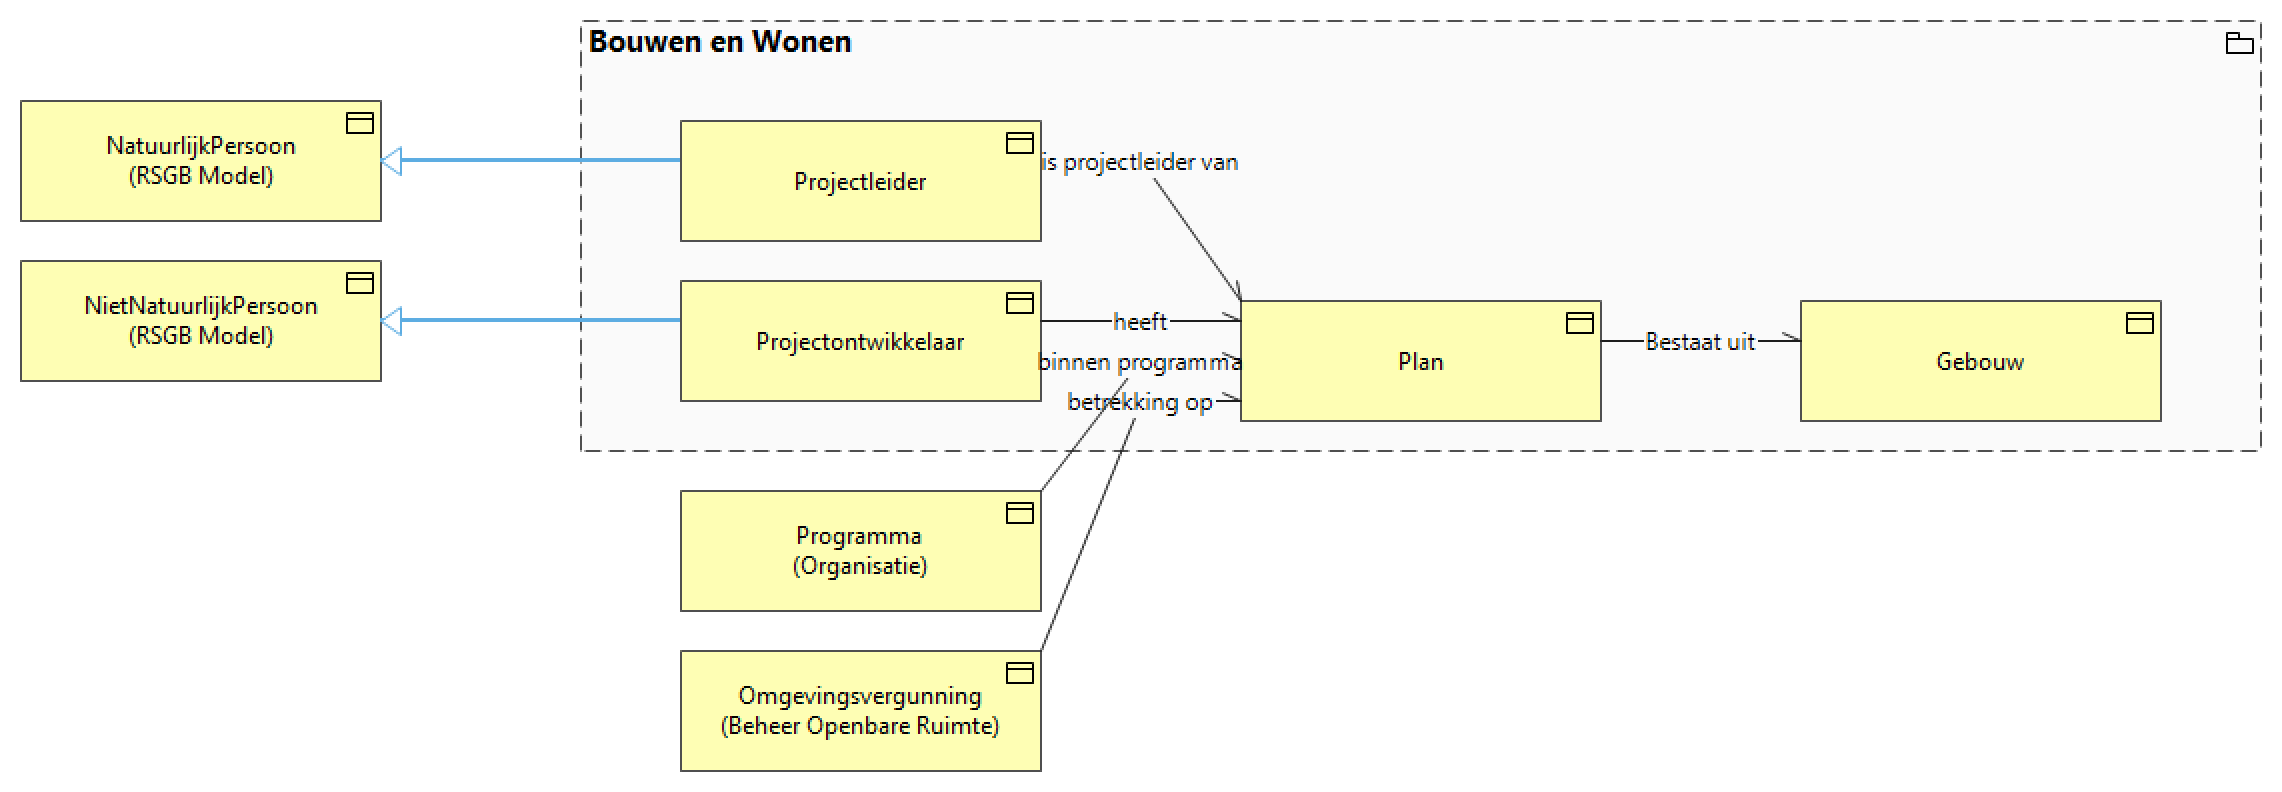 Bouwen en Wonen
NatuurlijkPersoon
(RSGB Model)
Projectleider
is projectleider van
NietNatuurlijkPersoon
(RSGB Model)
Projectontwikkelaar
heeft
binnen programma
betrekking op
Plan
Bestaat uit
Gebouw
Programma
(Organisatie)
Omgevingsvergunning
(Beheer Openbare Ruimte)